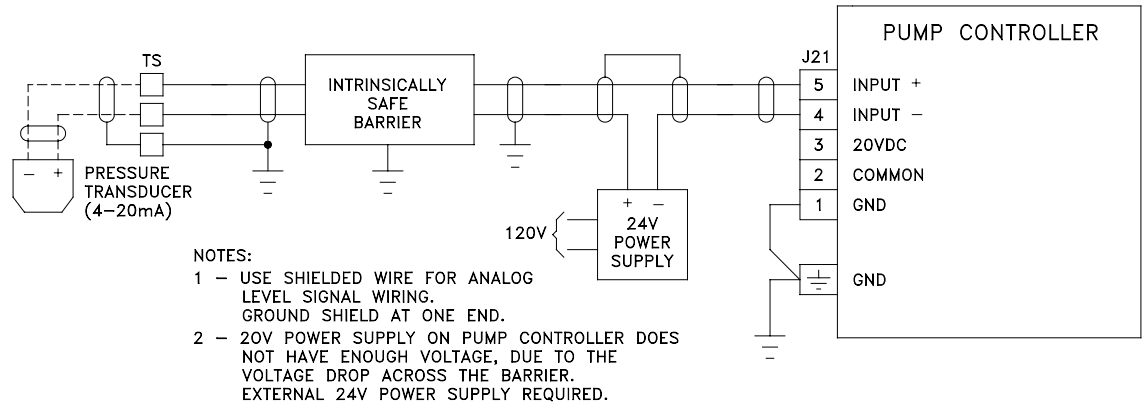 PUMP CONTROLLER
J21
5 INPUT +
4 INPUT −
3 20VDC
2 COMMON
1 GND
GND
TS
INTRINSICALLY
SAFE
BARRIER
− +
PRESSURE
TRANSDUCER
(4−20mA)
120V
+ −
24V
POWER
SUPPLY
NOTES:
1 − USE SHIELDED WIRE FOR ANALOG
LEVEL SIGNAL WIRING.
GROUND SHIELD AT ONE END.
2 − 20V POWER SUPPLY ON PUMP CONTROLLER DOES
NOT HAVE ENOUGH VOLTAGE, DUE TO THE
VOLTAGE DROP ACROSS THE BARRIER.
EXTERNAL 24V POWER SUPPLY REQUIRED.